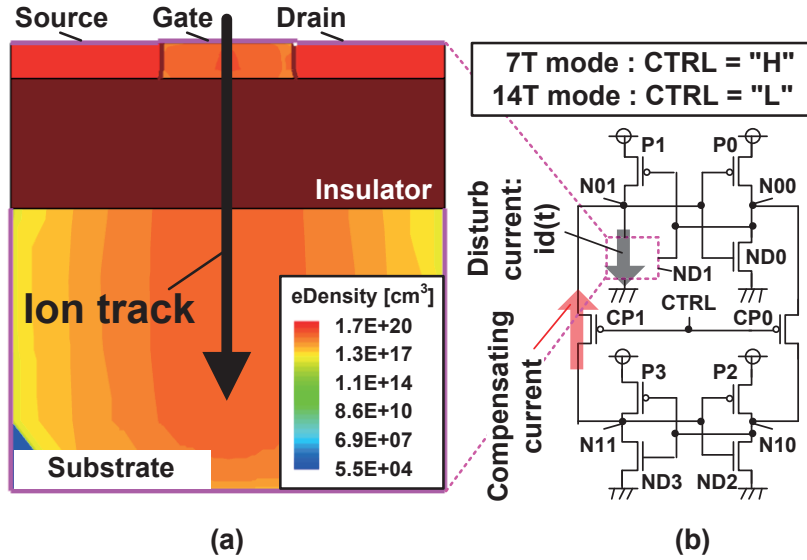 Source Gate Drain
Insulator
Ion track
eDensity [cm³]
1.7E+20
1.3E+17
1.1E+14
8.6E+10
6.9E+07
5.5E+04
Substrate
(a)
7T mode : CTRL = "H"
14T mode : CTRL = "L"
P1 P0
N01 N00
Disturb
current:
id(t)
ND1 ND0
CTRL
CP1 CP0
Compensating
current
P3 P2
N11 N10
ND3 ND2
(b)